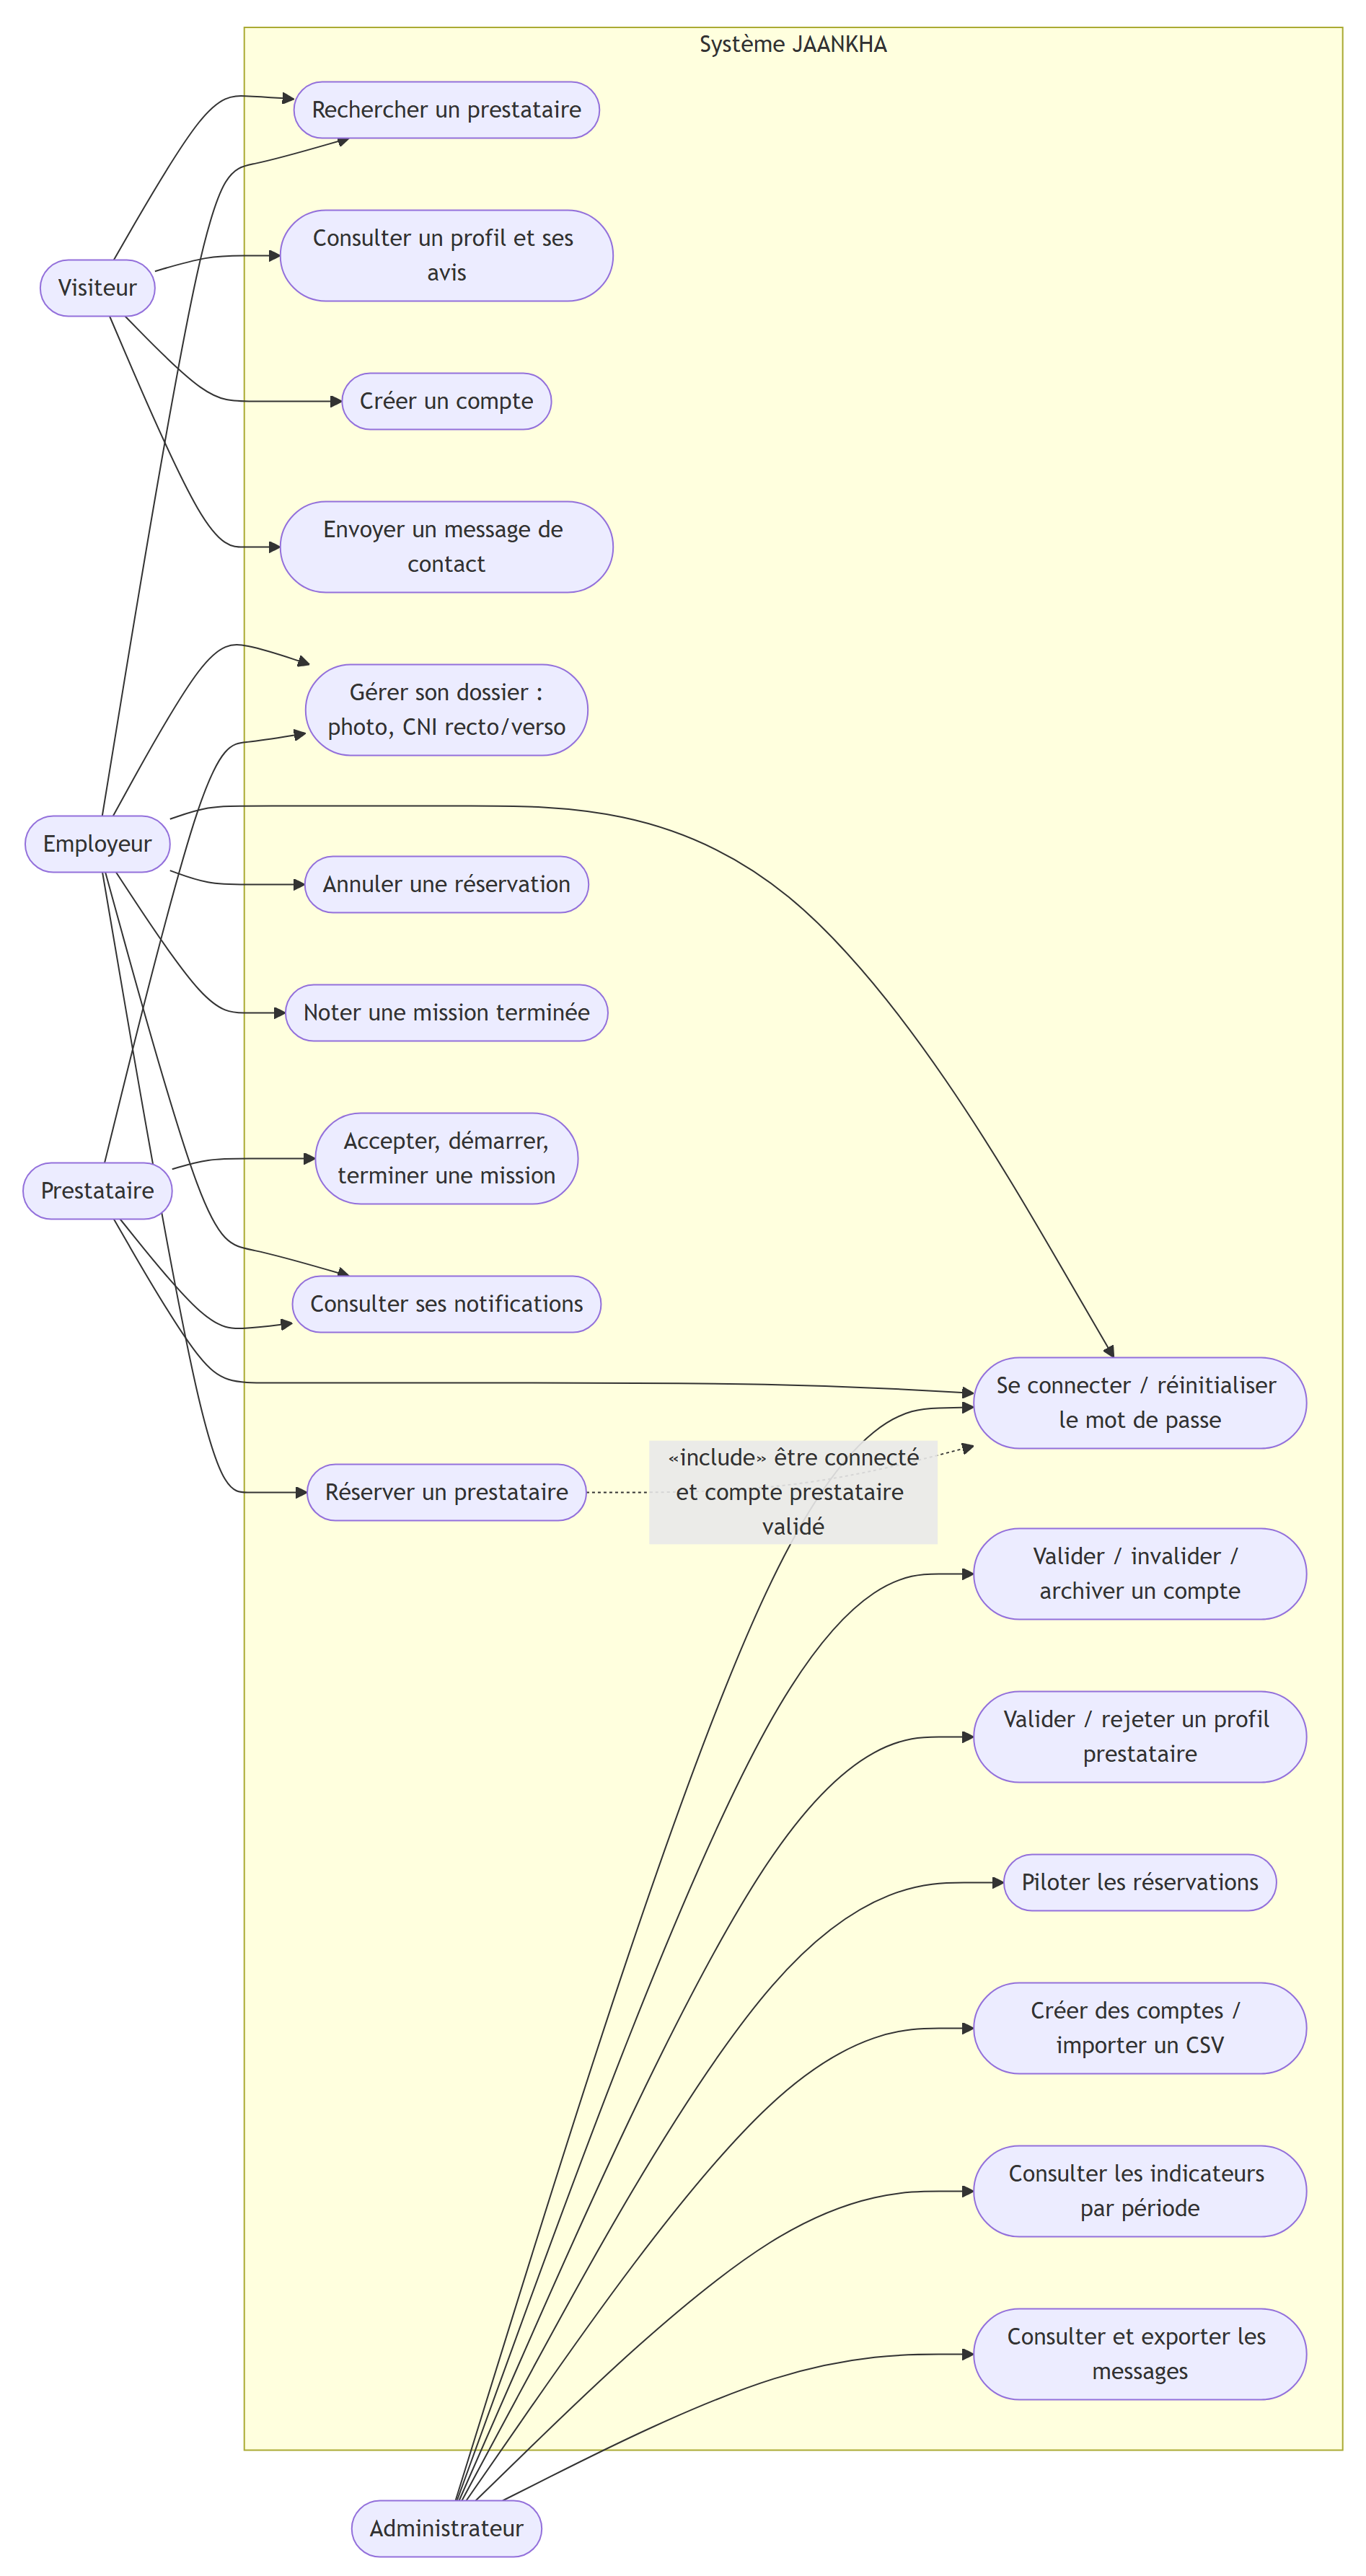 Système JAANKHA
Rechercher un prestataire
Consulter un profil et ses
avis
Visiteur
Créer un compte
Envoyer un message de
contact
Gérer son dossier :
photo, CNI recto/verso
Employeur
Annuler une réservation
Noter une mission terminée
Accepter, démarrer,
terminer une mission
Prestataire
Consulter ses notifications
Se connecter / réinitialiser
le mot de passe
«include» être connecté
et compte prestataire
validé
Réserver un prestataire
Valider / invalider /
archiver un compte
Valider / rejeter un profil
prestataire
Piloter les réservations
Créer des comptes /
importer un CSV
Consulter les indicateurs
par période
Consulter et exporter les
messages
Administrateur